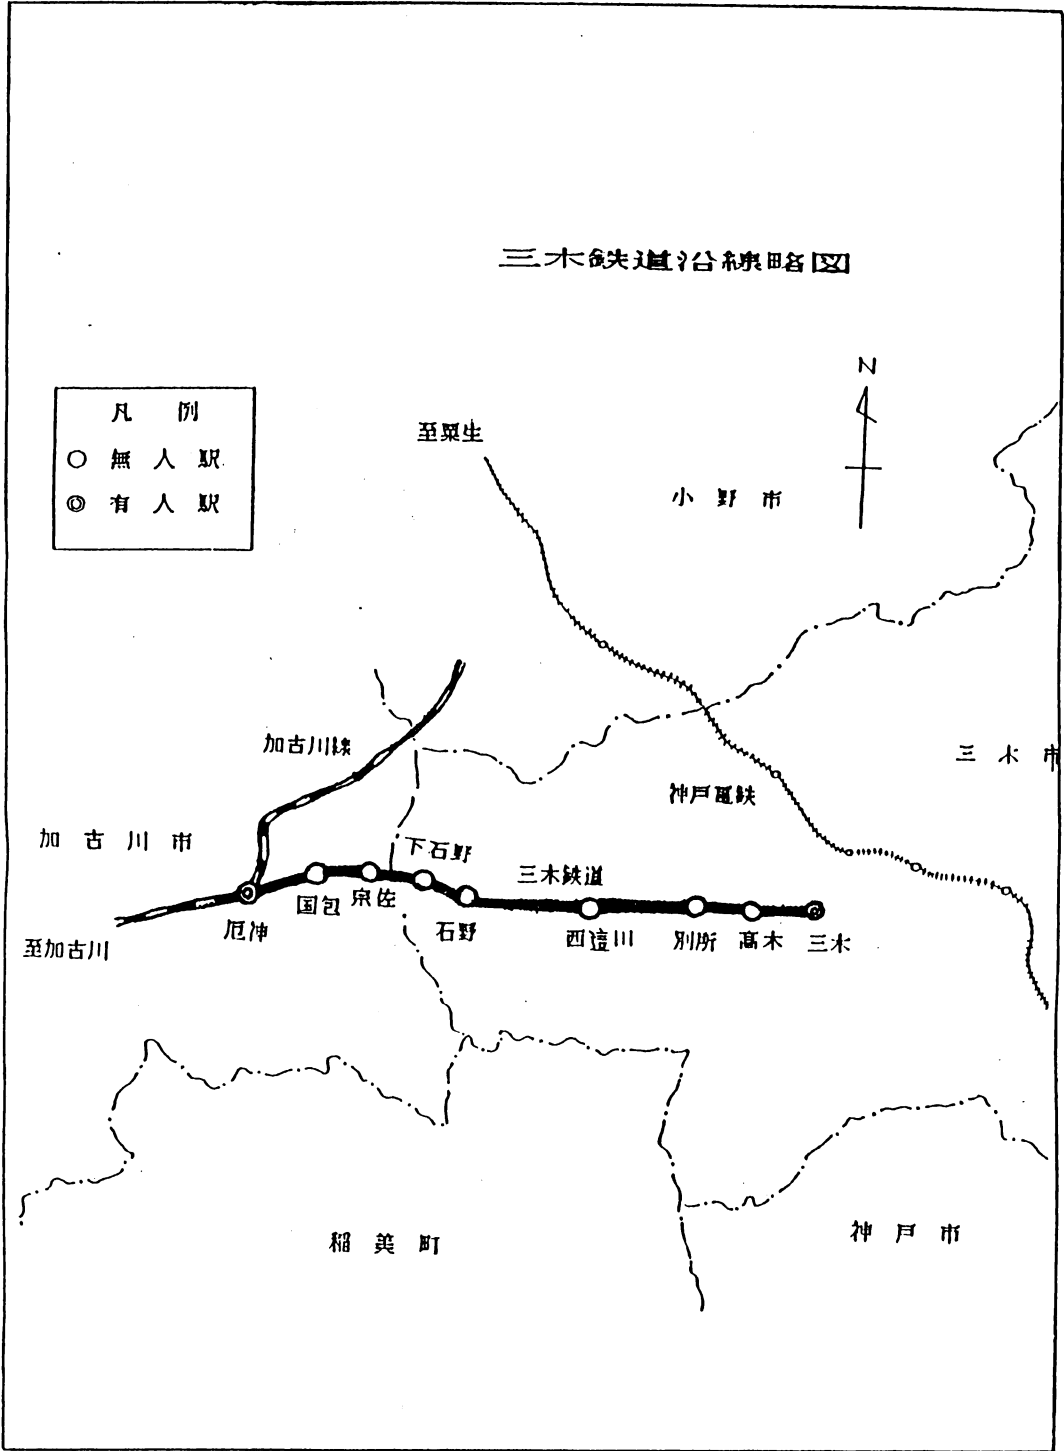 三木鉄道沿線略図
N
凡 例
○ 無 人 駅
◎ 有 人 駅
至粟生
小 野 市
加古川線
三 木 市
神戸電鉄
加 古 川 市
下石野
三木鉄道
国包
宗佐
厄神
石野
西這川
別所
高木
三木
至加古川
稲 美 町
神 戸 市